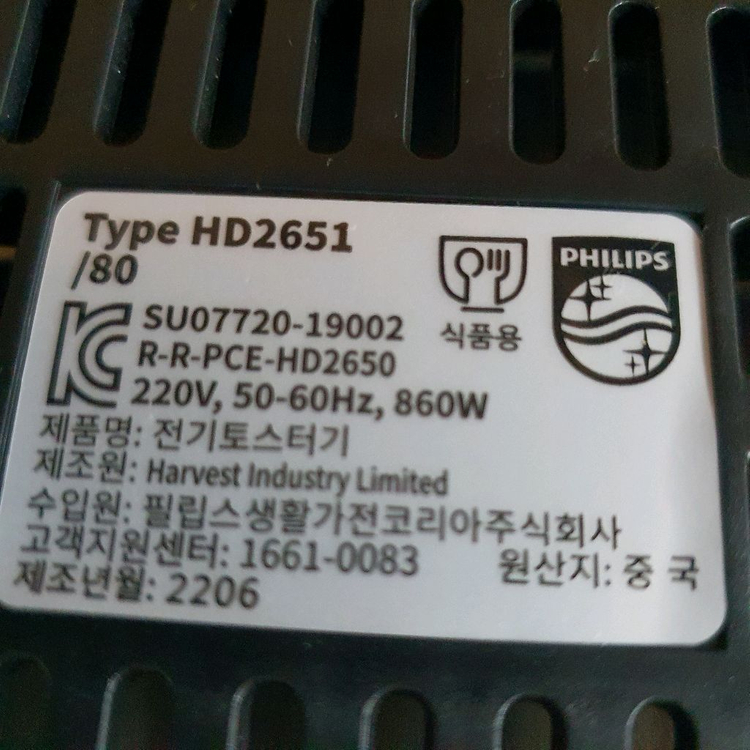 Type HD2651
/80
PHILIPS
식품용
SU07720-19002
R-R-PCE-HD2650
220V, 50-60Hz, 860W
제품명: 전기토스터기
제조원: Harvest Industry Limited
수입원: 필립스생활가전코리아주식회사
고객지원센터: 1661-0083 원산지: 중 국
제조년월: 2206